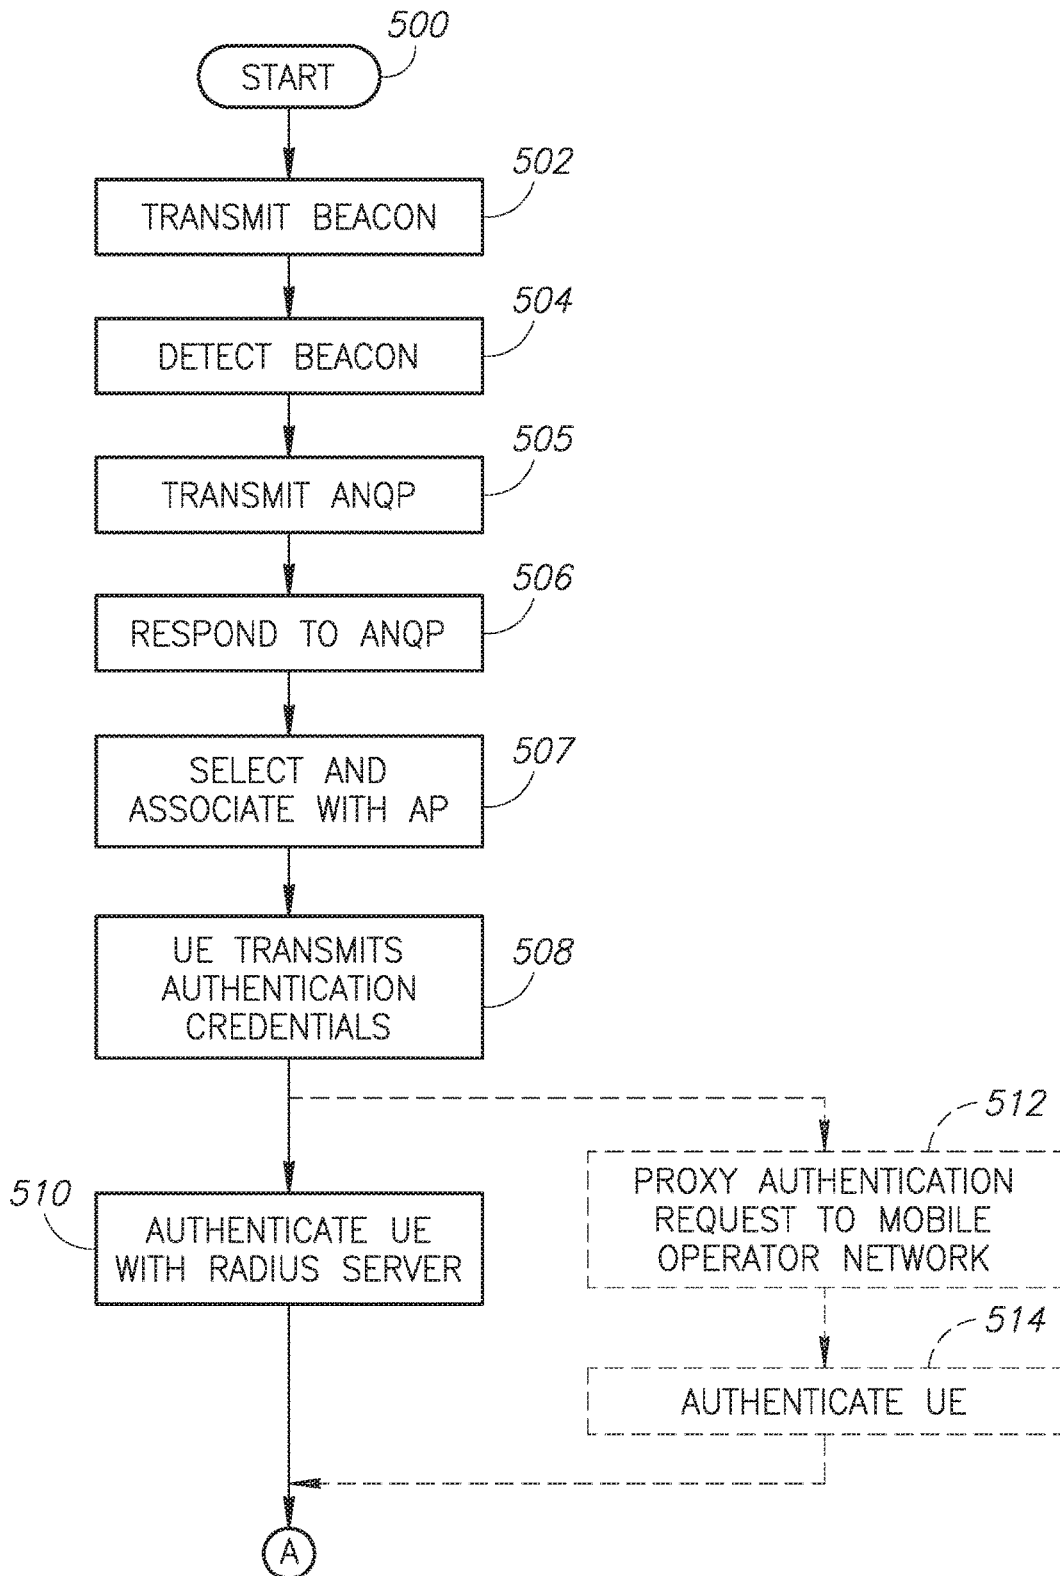 500
START
502
TRANSMIT BEACON
504
DETECT BEACON
505
TRANSMIT ANQP
506
RESPOND TO ANQP
507
SELECT AND
ASSOCIATE WITH AP
508
UE TRANSMITS
AUTHENTICATION
CREDENTIALS
512
PROXY AUTHENTICATION
REQUEST TO MOBILE
OPERATOR NETWORK
510
AUTHENTICATE UE
WITH RADIUS SERVER
514
AUTHENTICATE UE
A